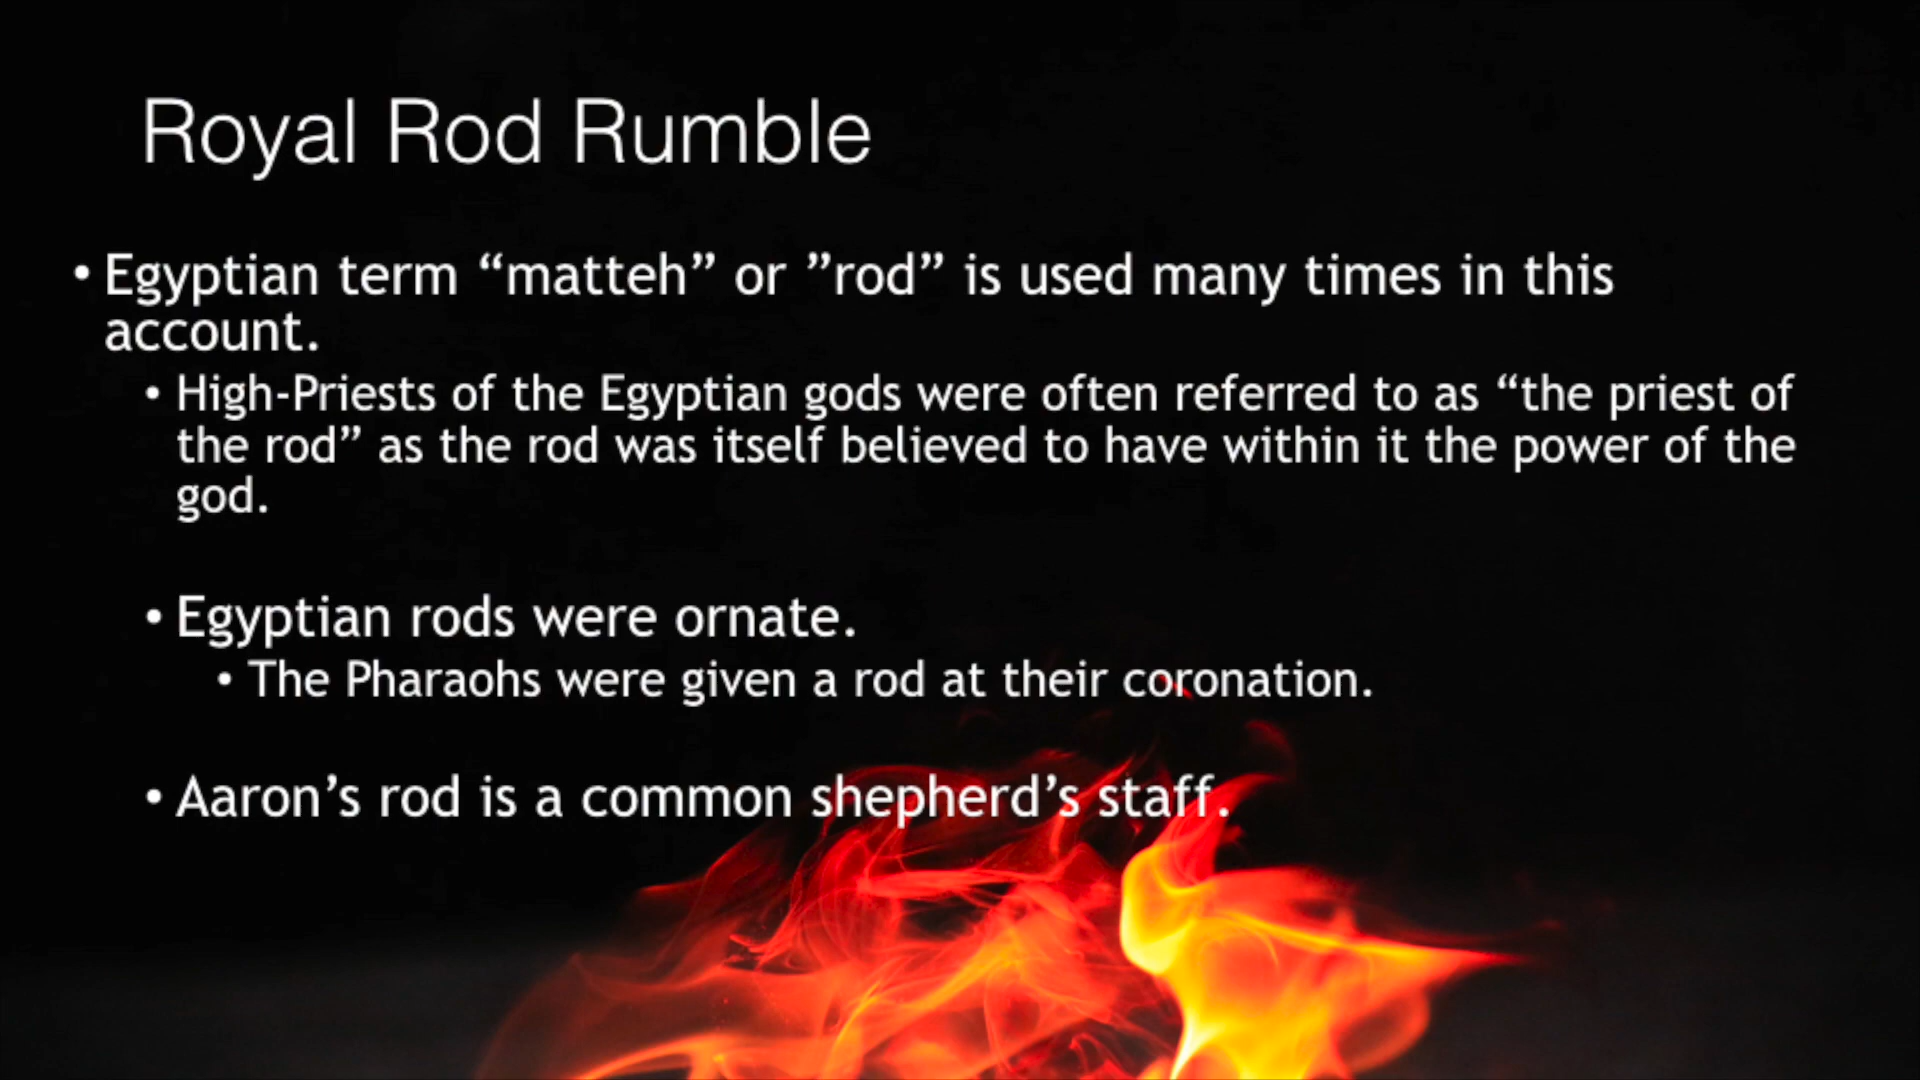 Royal Rod Rumble
• Egyptian term “matteh” or ”rod” is used many times in this
account.
• High-Priests of the Egyptian gods were often referred to as “the priest of
the rod” as the rod was itself believed to have within it the power of the
god.
• Egyptian rods were ornate.
• The Pharaohs were given a rod at their coronation.
• Aaron’s rod is a common shepherd’s staff.